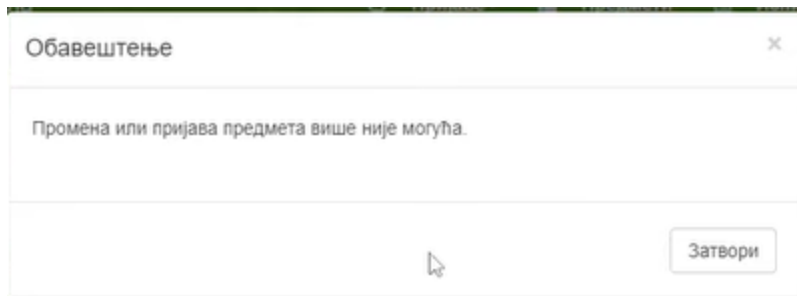 Обавештење
×
Промена или пријава предмета више није могућа.
Затвори